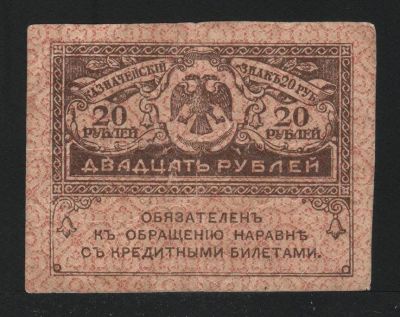 КАЗНАЧЕЙСКІЙ ЗНАКЪ 20 РУБ.
20 РУБЛЕЙ
20 РУБЛЕЙ
ДВАДЦАТЬ РУБЛЕЙ
ОБЯЗАТЕЛЕНЪ
КЪ ОБРАЩЕНІЮ НАРАВНѢ
СЪ КРЕДИТНЫМИ БИЛЕТАМИ.